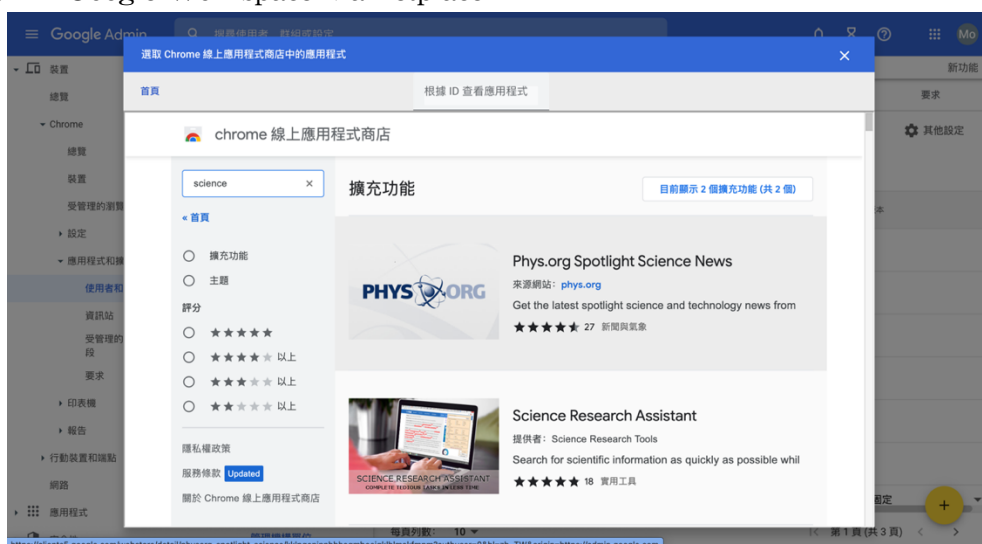 Google Workspace Marketplace
Google Admin
搜尋使用者、群組或設定
Mo
選取 Chrome 線上應用程式商店中的應用程式
裝置
新功能
首頁
根據 ID 查看應用程式
總覽
要求
Chrome
chrome 線上應用程式商店
其他設定
總覽
裝置
science
擴充功能
目前顯示 2 個擴充功能 (共 2 個)
受管理的瀏覽
« 首頁
設定
擴充功能
應用程式和擴
主題
使用者和
評分
資訊站
以上
受管理的
段
以上
要求
以上
印表機
報告
行動裝置和端點
網路
應用程式
隱私權政策
服務條款 Updated
關於 Chrome 線上應用程式商店
PHYS ORG
Phys.org Spotlight Science News
來源網站: phys.org
Get the latest spotlight science and technology news from
27 新聞與氣象
SCIENCE RESEARCH ASSISTANT
COMPLETE TEDIOUS TASKS IN LESS TIME
Science Research Assistant
提供者: Science Research Tools
Search for scientific information as quickly as possible whil
18 實用工具
固定
每頁列數: 10
第 1 頁 (共 3 頁)